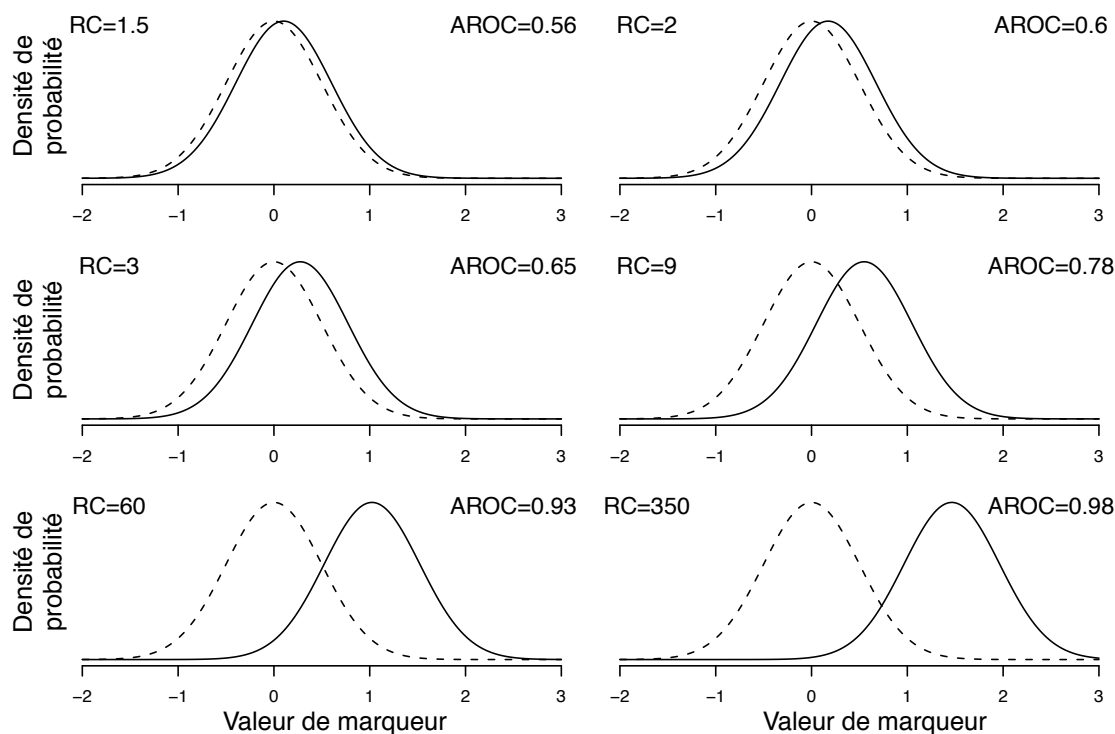 RC=1.5 AROC=0.56
RC=2 AROC=0.6
Densité de
probabilité
−2 −1 0 1 2 3
−2 −1 0 1 2 3
RC=3 AROC=0.65
RC=9 AROC=0.78
Densité de
probabilité
−2 −1 0 1 2 3
−2 −1 0 1 2 3
RC=60 AROC=0.93
RC=350 AROC=0.98
Densité de
probabilité
−2 −1 0 1 2 3
−2 −1 0 1 2 3
Valeur de marqueur
Valeur de marqueur